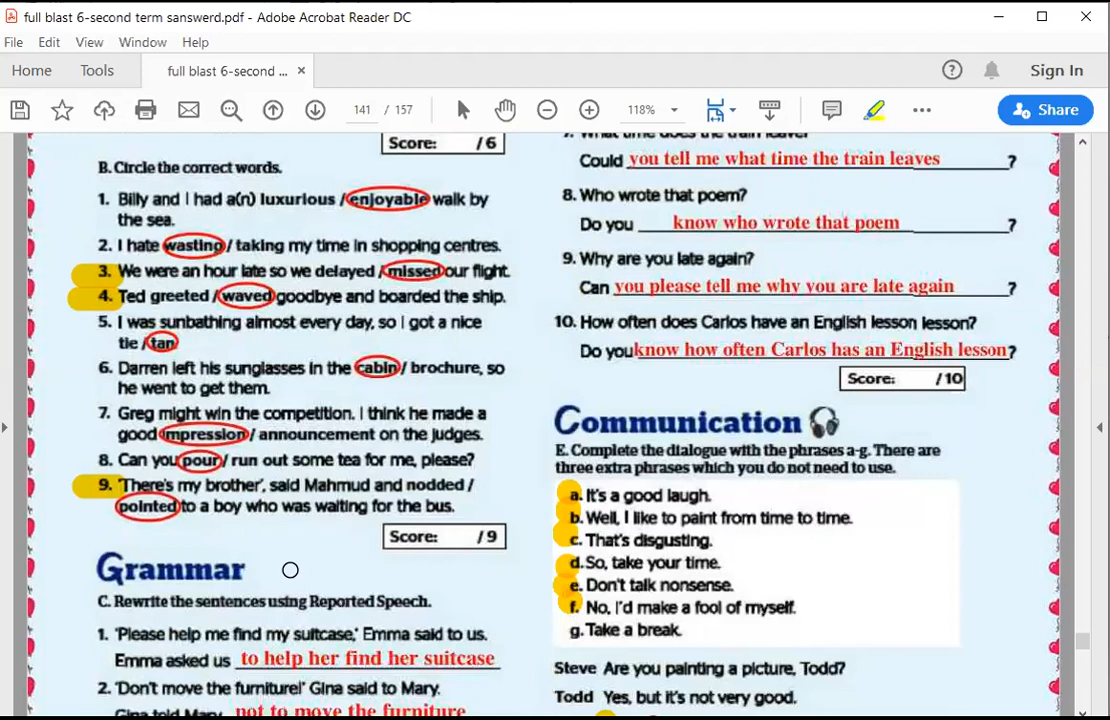 full blast 6-second term sanswerd.pdf - Adobe Acrobat Reader DC
File Edit View Window Help
Home Tools full blast 6-second ... × Sign In
141 / 157 118% Share
Score: /6
B. Circle the correct words.
1. Billy and I had a(n) luxurious / enjoyable walk by
the sea.
2. I hate wasting / taking my time in shopping centres.
3. We were an hour late so we delayed / missed our flight.
4. Ted greeted / waved goodbye and boarded the ship.
5. I was sunbathing almost every day, so I got a nice
tie / tan.
6. Darren left his sunglasses in the cabin / brochure, so
he went to get them.
7. Greg might win the competition. I think he made a
good impression / announcement on the judges.
8. Can you pour / run out some tea for me, please?
9. 'There's my brother', said Mahmud and nodded /
pointed to a boy who was waiting for the bus.
Score: /9
Grammar
C. Rewrite the sentences using Reported Speech.
1. 'Please help me find my suitcase,' Emma said to us.
Emma asked us to help her find her suitcase
2. 'Don't move the furniture!' Gina said to Mary.
Gina told Mary not to move the furniture
7. What time does the train leave?
Could you tell me what time the train leaves ?
8. Who wrote that poem?
Do you know who wrote that poem ?
9. Why are you late again?
Can you please tell me why you are late again ?
10. How often does Carlos have an English lesson lesson?
Do you know how often Carlos has an English lesson ?
Score: /10
Communication
E. Complete the dialogue with the phrases a-g. There are
three extra phrases which you do not need to use.
a. It's a good laugh.
b. Well, I like to paint from time to time.
c. That's disgusting.
d. So, take your time.
e. Don't talk nonsense.
f. No, I'd make a fool of myself.
g. Take a break.
Steve Are you painting a picture, Todd?
Todd Yes, but it's not very good.